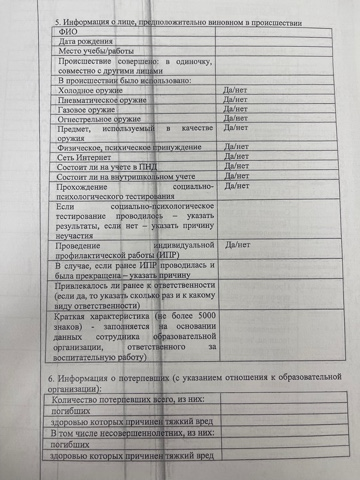 5. Информация о лице, предположительно виновном в происшествии
ФИО
Дата рождения
Место учебы/работы
Происшествие совершено: в одиночку,
совместно с другими лицами
В происшествии было использовано:
Холодное оружие Да/нет
Пневматическое оружие Да/нет
Газовое оружие Да/нет
Огнестрельное оружие Да/нет
Предмет, используемый в качестве Да/нет
оружия
Физическое, психическое принуждение Да/нет
Сеть Интернет Да/нет
Состоит ли на учете в ПНД Да/нет
Состоит ли на внутришкольном учете Да/нет
Прохождение социально- Да/нет
психологического тестирования
Если социально-психологическое
тестирование проводилось – указать
результаты, если нет – указать причину
неучастия
Проведение индивидуальной Да/нет
профилактической работы (ИПР)
В случае, если ранее ИПР проводилась и
была прекращена – указать причину
Привлекалось ли ранее к ответственности
(если да, то указать сколько раз и к какому
виду ответственности)
Краткая характеристика (не более 5000
знаков) - заполняется на основании
данных сотрудника образовательной
организации, ответственного за
воспитательную работу)
6. Информация о потерпевших (с указанием отношения к образовательной
организации):
Количество потерпевших всего, из них:
погибших
здоровью которых причинен тяжкий вред
В том числе несовершеннолетних, из них:
погибших
здоровью которых причинен тяжкий вред